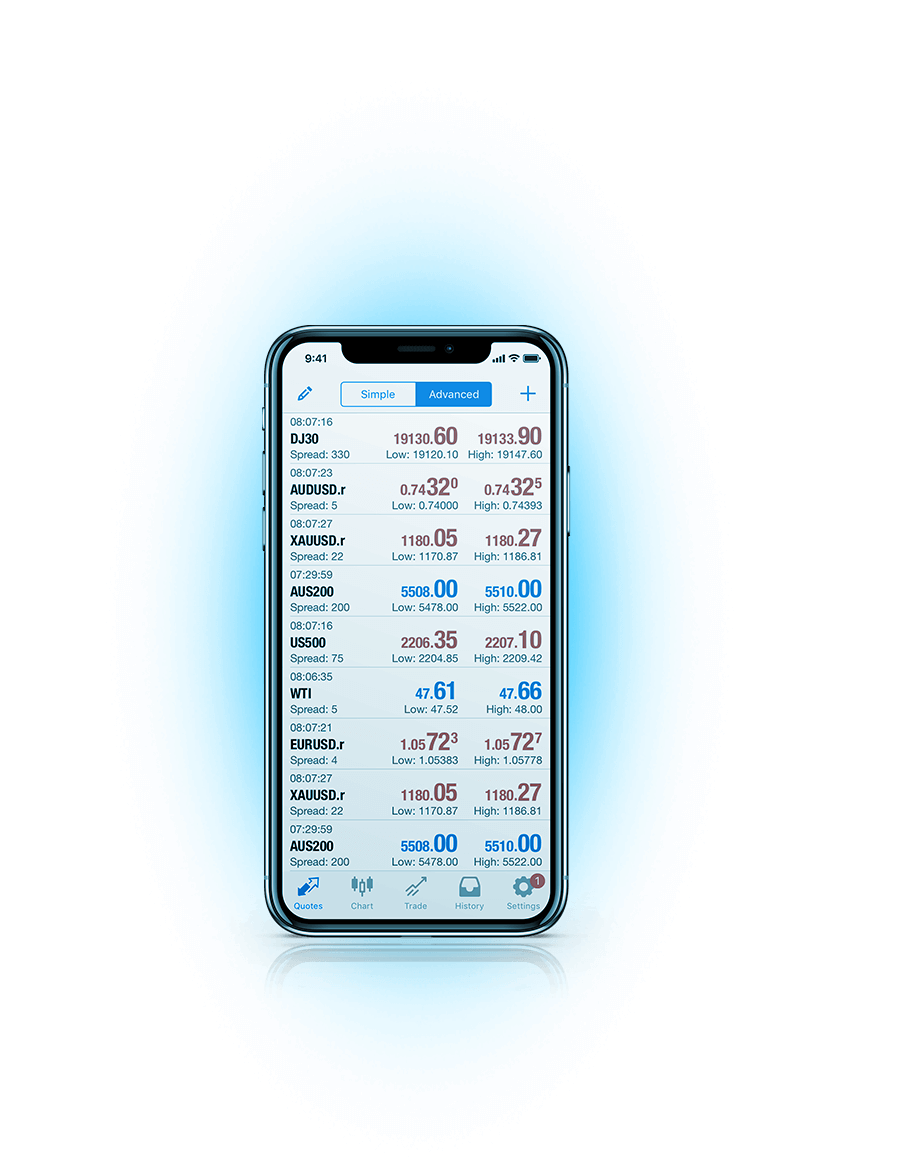 9:41
Simple Advanced
08:07:16
DJ30 19130.60 19133.90
Spread: 330 Low: 19120.10 High: 19147.60
08:07:23
AUDUSD.r 0.74320 0.74325
Spread: 5 Low: 0.74000 High: 0.74393
08:07:27
XAUUSD.r 1180.05 1180.27
Spread: 22 Low: 1170.87 High: 1186.81
07:29:59
AUS200 5508.00 5510.00
Spread: 200 Low: 5478.00 High: 5522.00
08:07:16
US500 2206.35 2207.10
Spread: 75 Low: 2204.85 High: 2209.42
08:06:35
WTI 47.61 47.66
Spread: 5 Low: 47.52 High: 48.00
08:07:21
EURUSD.r 1.05723 1.05727
Spread: 4 Low: 1.05383 High: 1.05778
08:07:27
XAUUSD.r 1180.05 1180.27
Spread: 22 Low: 1170.87 High: 1186.81
07:29:59
AUS200 5508.00 5510.00
Spread: 200 Low: 5478.00 High: 5522.00
1
Quotes Chart Trade History Settings